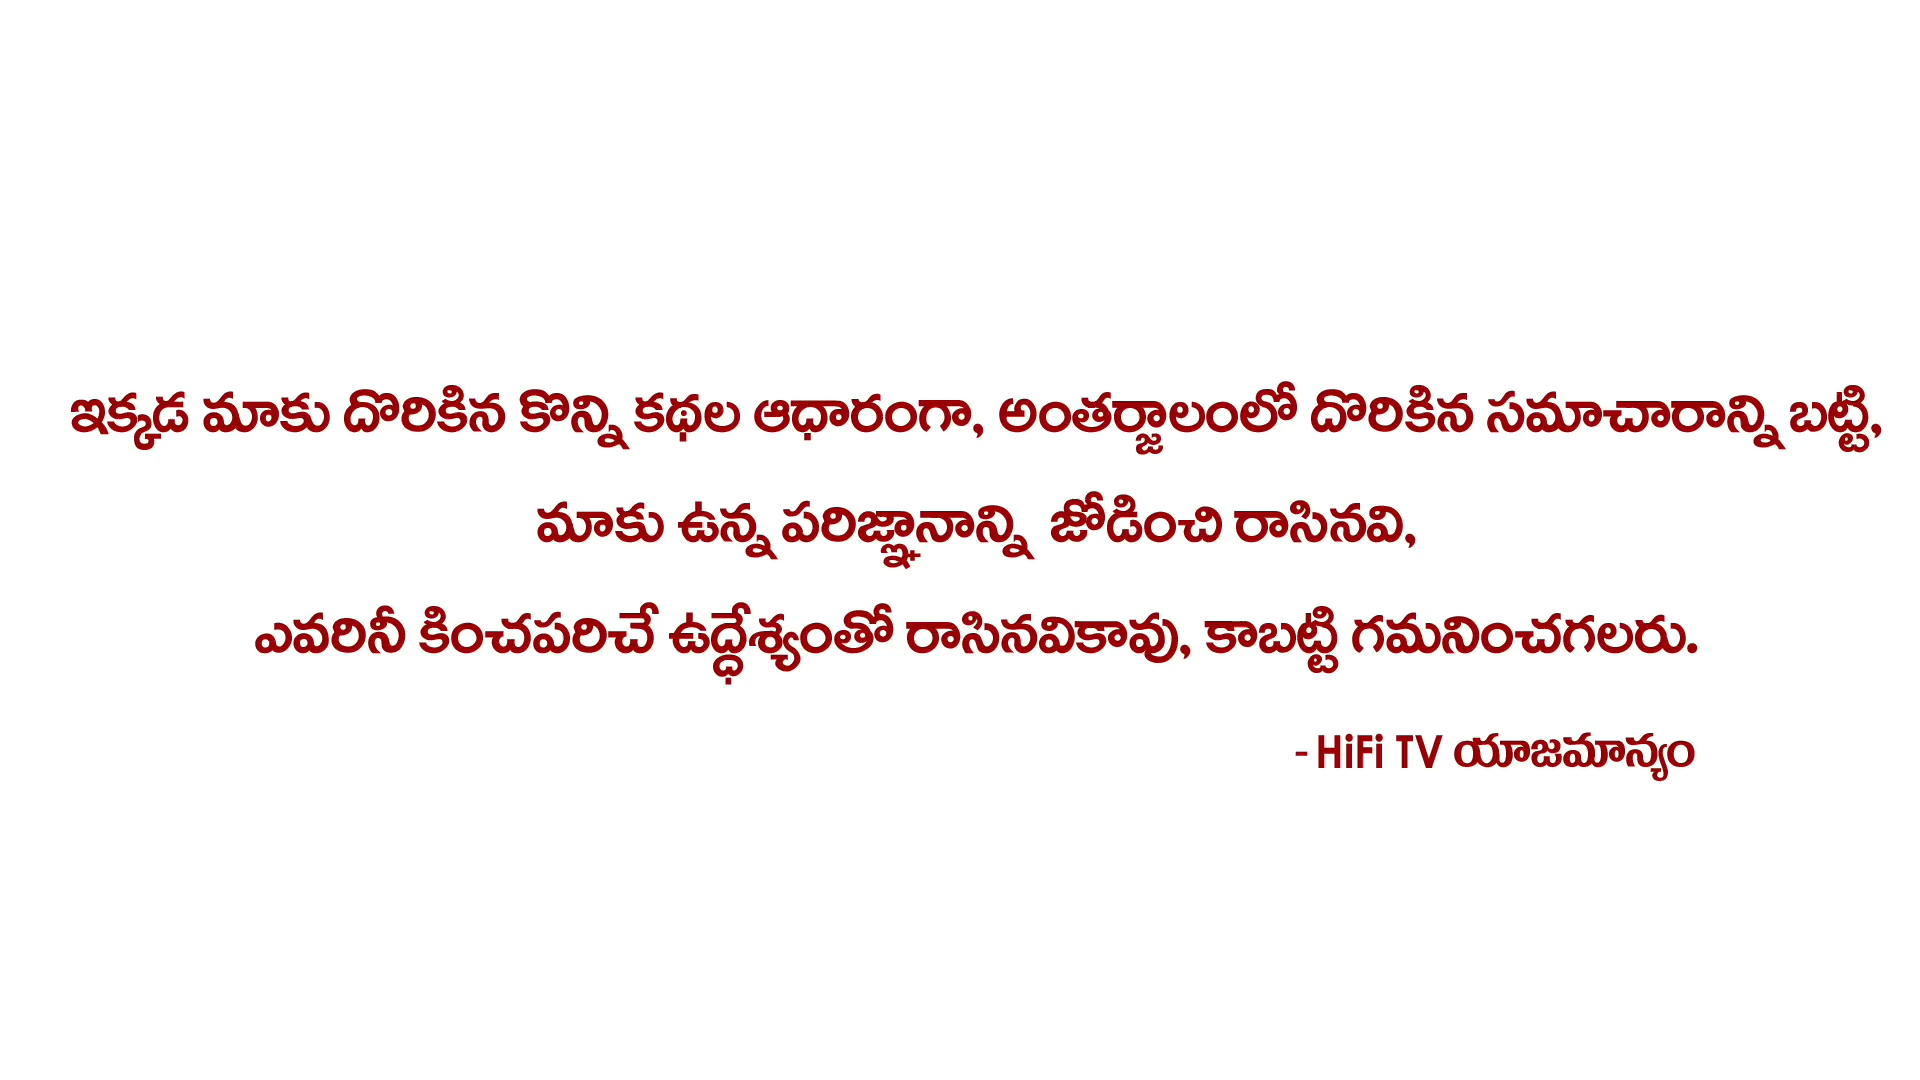 ఇక్కడ మాకు దొరికిన కొన్ని కథల ఆధారంగా, అంతర్జాలంలో దొరికిన సమాచారాన్ని బట్టి,
మాకు ఉన్న పరిజ్ఞానాన్ని జోడించి రాసినవి,
ఎవరినీ కించపరిచే ఉద్ధేశ్యంతో రాసినవికావు, కాబట్టి గమనించగలరు.
- HiFi TV యాజమాన్యం